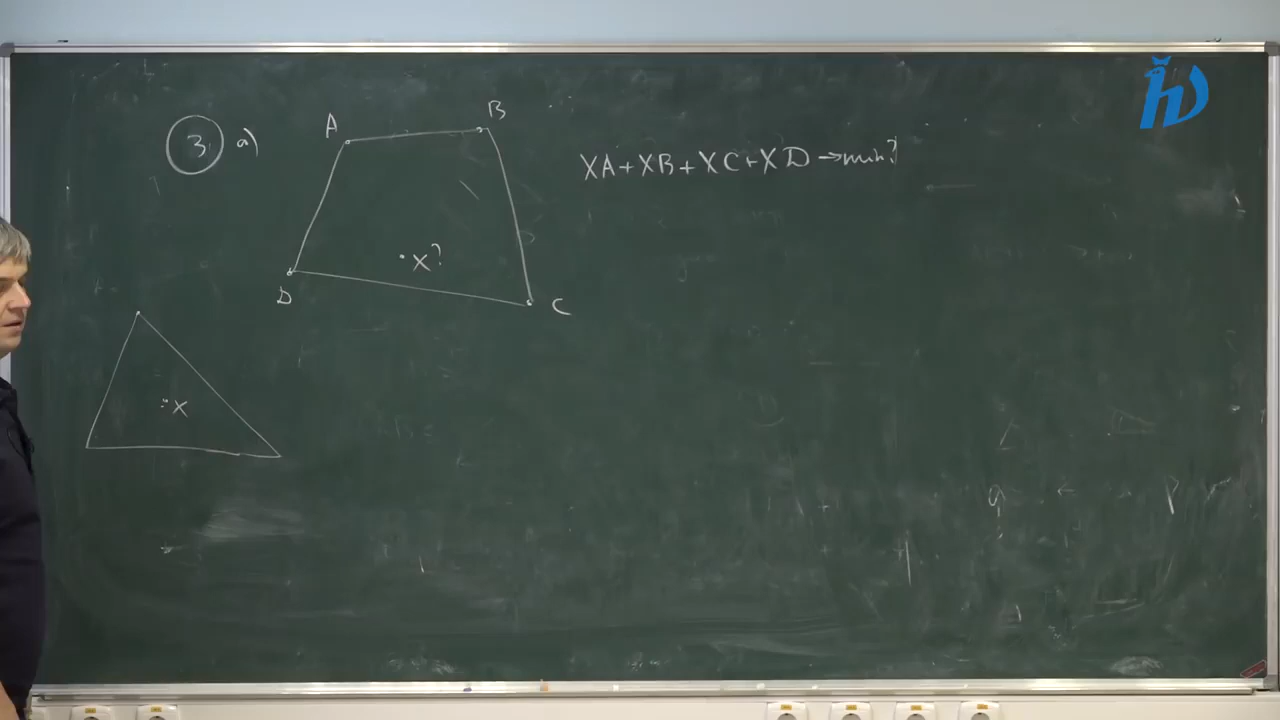 3. a)
A
B
XA + XB + XC + XD → min?
X?
D
C
X